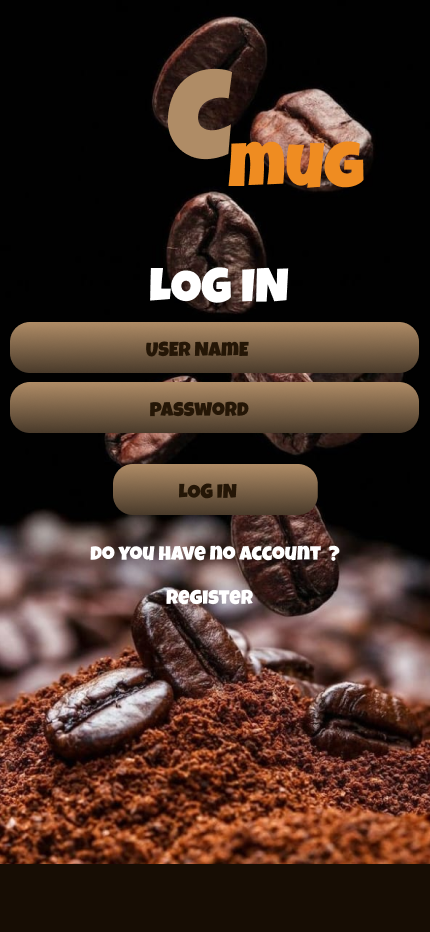 C
mug
LOG IN
USER NAME
PASSWORD
LOG IN
Do you have no account ?
Register